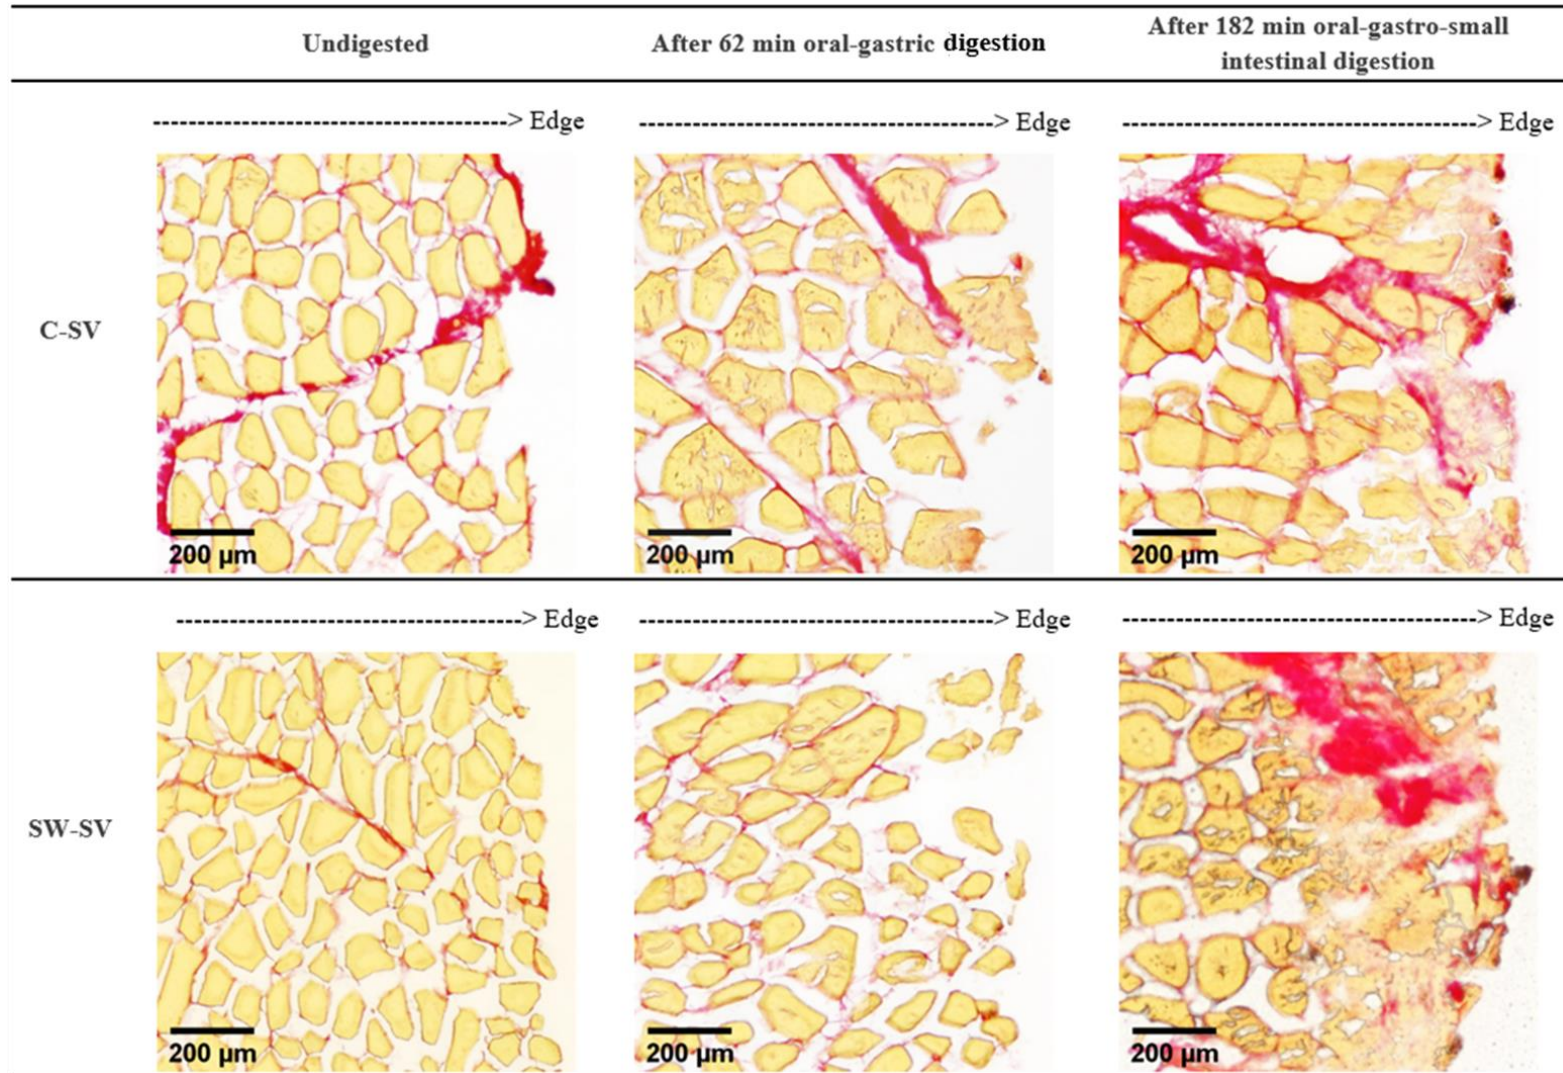 Undigested
After 62 min oral-gastric digestion
After 182 min oral-gastro-small
intestinal digestion
C-SV
-----------------------------------> Edge
-----------------------------------> Edge
-----------------------------------> Edge
200 µm
200 µm
200 µm
SW-SV
-----------------------------------> Edge
-----------------------------------> Edge
-----------------------------------> Edge
200 µm
200 µm
200 µm